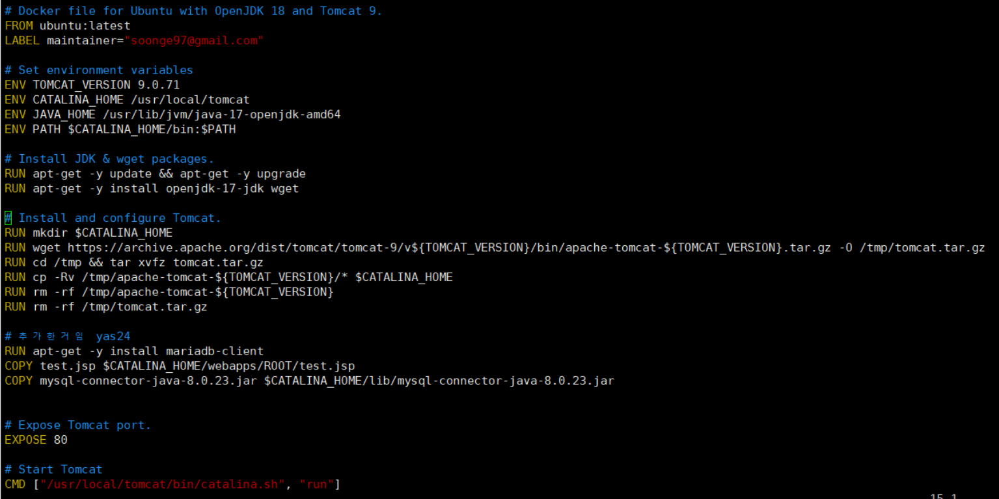 # Docker file for Ubuntu with OpenJDK 18 and Tomcat 9.
FROM ubuntu:latest
LABEL maintainer="soonge97@gmail.com"
# Set environment variables
ENV TOMCAT_VERSION 9.0.71
ENV CATALINA_HOME /usr/local/tomcat
ENV JAVA_HOME /usr/lib/jvm/java-17-openjdk-amd64
ENV PATH $CATALINA_HOME/bin:$PATH
# Install JDK & wget packages.
RUN apt-get -y update && apt-get -y upgrade
RUN apt-get -y install openjdk-17-jdk wget
# Install and configure Tomcat.
RUN mkdir $CATALINA_HOME
RUN wget https://archive.apache.org/dist/tomcat/tomcat-9/v${TOMCAT_VERSION}/bin/apache-tomcat-${TOMCAT_VERSION}.tar.gz -O /tmp/tomcat.tar.gz
RUN cd /tmp && tar xvfz tomcat.tar.gz
RUN cp -Rv /tmp/apache-tomcat-${TOMCAT_VERSION}/* $CATALINA_HOME
RUN rm -rf /tmp/apache-tomcat-${TOMCAT_VERSION}
RUN rm -rf /tmp/tomcat.tar.gz
# 추가한거임 yas24
RUN apt-get -y install mariadb-client
COPY test.jsp $CATALINA_HOME/webapps/ROOT/test.jsp
COPY mysql-connector-java-8.0.23.jar $CATALINA_HOME/lib/mysql-connector-java-8.0.23.jar
# Expose Tomcat port.
EXPOSE 80
# Start Tomcat
CMD ["/usr/local/tomcat/bin/catalina.sh", "run"]